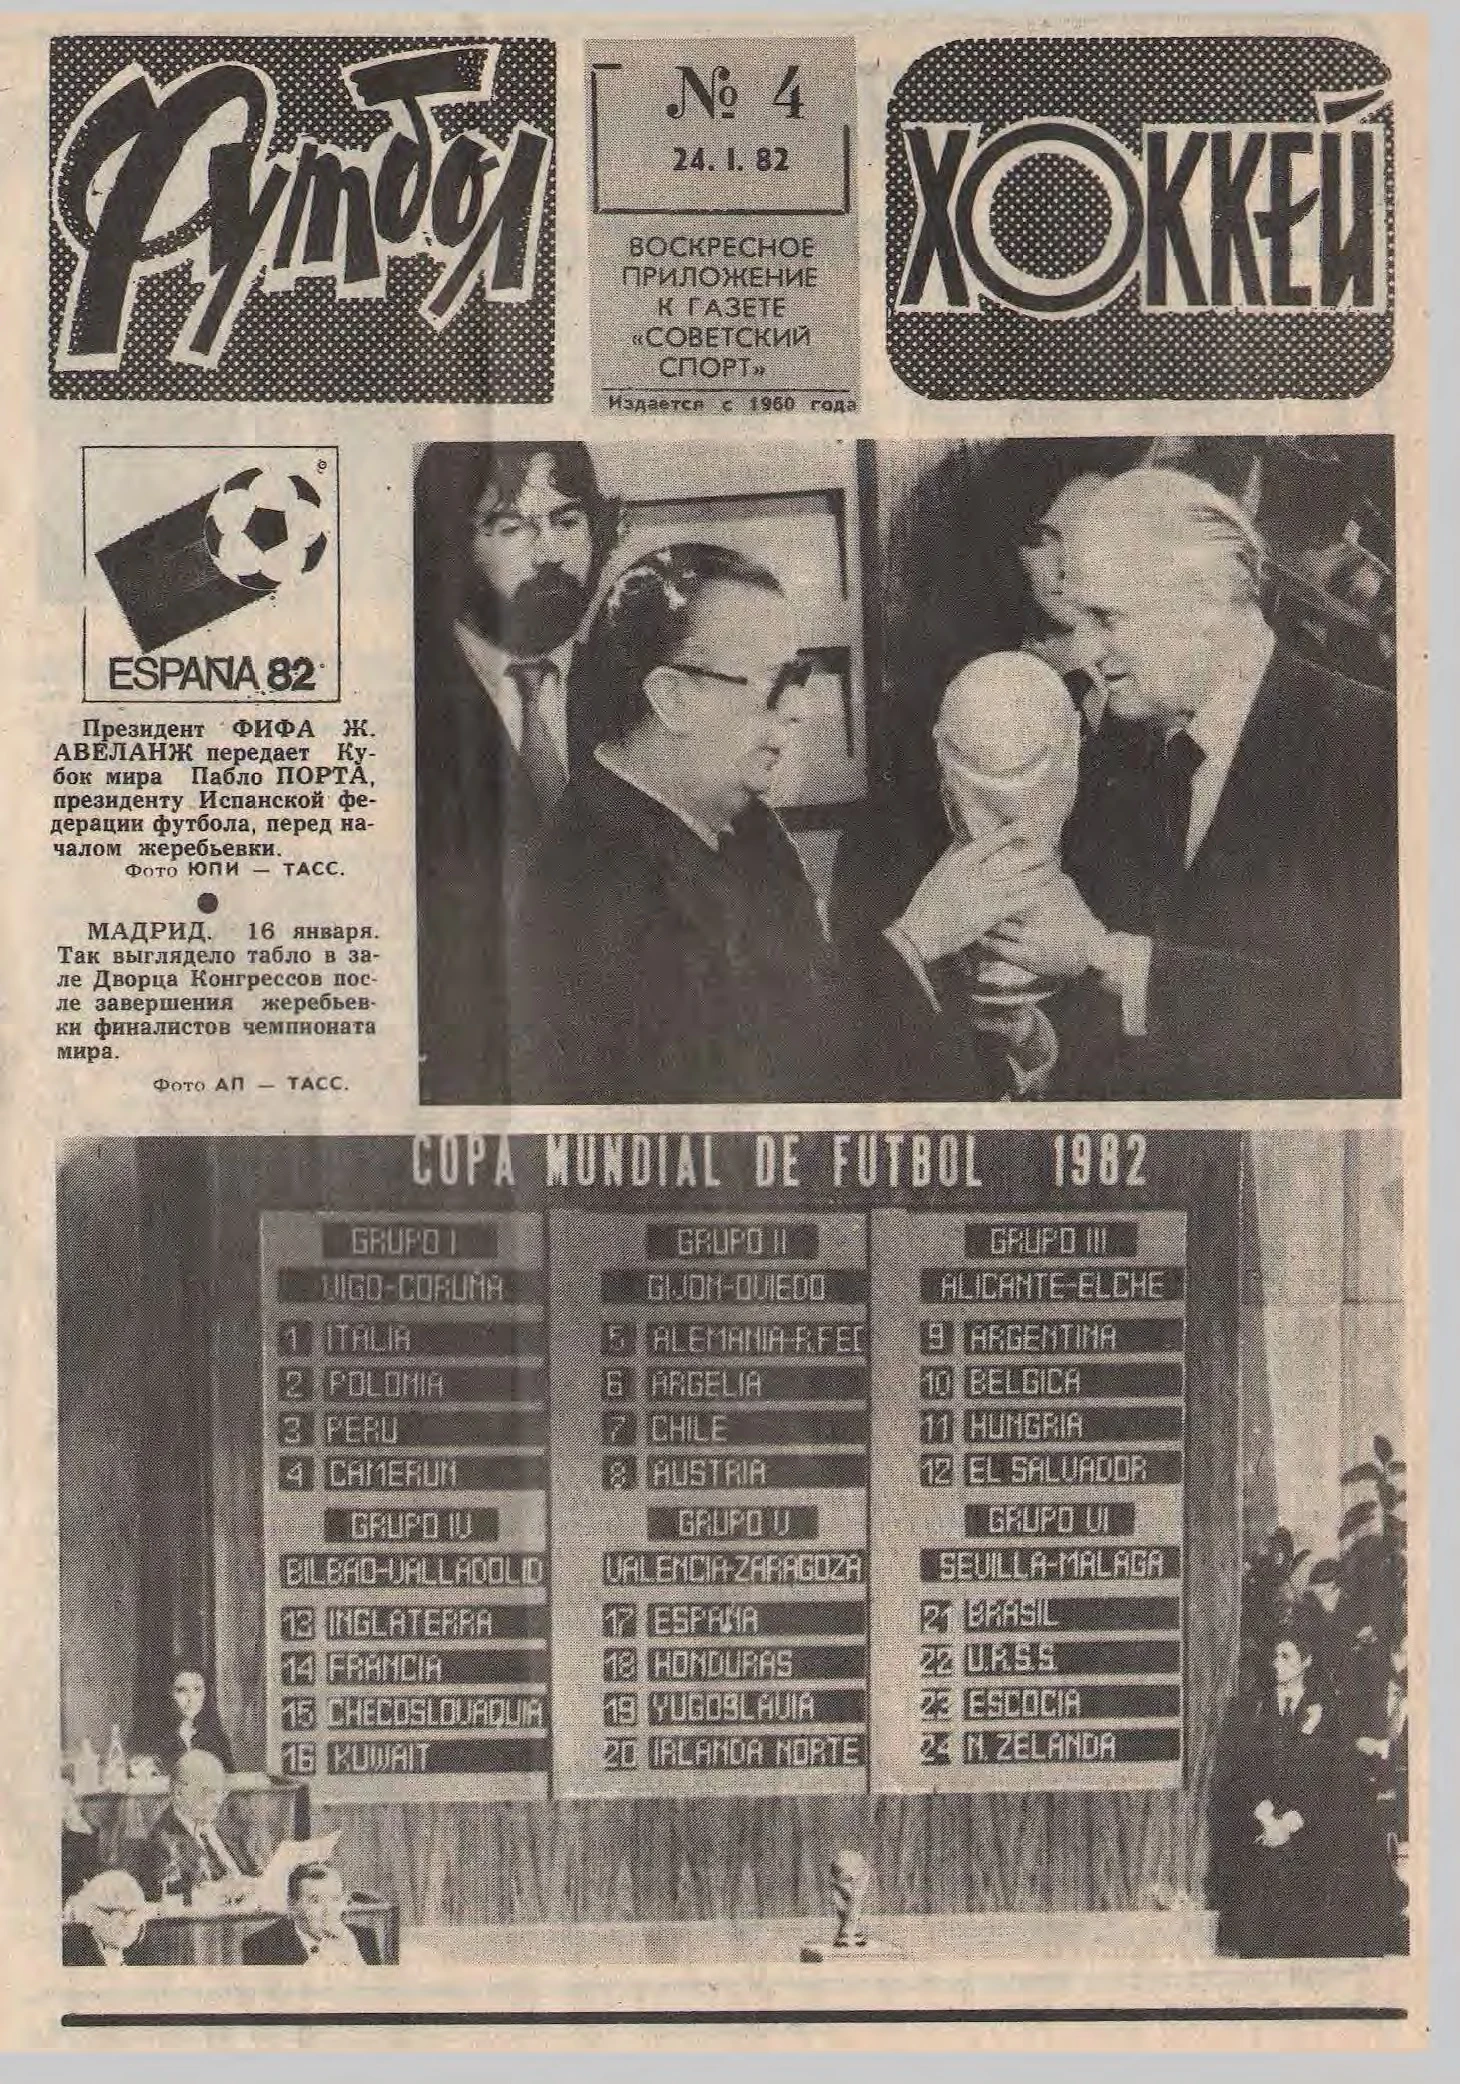 Футбол
№ 4
24. I. 82
ВОСКРЕСНОЕ
ПРИЛОЖЕНИЕ
К ГАЗЕТЕ
«СОВЕТСКИЙ
СПОРТ»
Издается с 1960 года
ХОККЕЙ
ESPAÑA 82
Президент ФИФА Ж.
АВЕЛАНЖ передает Ку-
бок мира Пабло ПОРТА,
президенту Испанской фе-
дерации футбола, перед на-
чалом жеребьевки.
Фото ЮПИ — ТАСС.
МАДРИД. 16 января.
Так выглядело табло в за-
ле Дворца Конгрессов пос-
ле завершения жеребьев-
ки финалистов чемпионата
мира.
Фото АП — ТАСС.
COPA MUNDIAL DE FUTBOL 1982
GRUPO I
VIGO-CORUÑA
1 ITALIA
2 POLONIA
3 PERU
4 CAMERUN
GRUPO II
GIJON-OVIEDO
5 ALEMANIA-R.FED
6 ARGELIA
7 CHILE
8 AUSTRIA
GRUPO III
ALICANTE-ELCHE
9 ARGENTINA
10 BELGICA
11 HUNGRIA
12 EL SALVADOR
GRUPO IV
BILBAO-VALLADOLID
13 INGLATERRA
14 FRANCIA
15 CHECOSLOVAQUIA
16 KUWAIT
GRUPO V
VALENCIA-ZARAGOZA
17 ESPAÑA
18 HONDURAS
19 YUGOSLAVIA
20 IRLANDA NORTE
GRUPO VI
SEVILLA-MALAGA
21 BRASIL
22 U.R.S.S.
23 ESCOCIA
24 N. ZELANDA